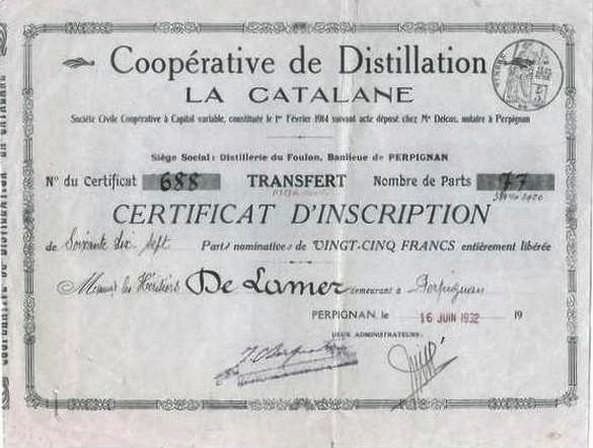 Coopérative de Distillation
LA CATALANE
Société Civile Coopérative à Capital variable, constituée le 1er Février 1914 suivant acte déposé chez Me Delcos, notaire à Perpignan
Siège Social : Distillerie du Foulon, Banlieue de PERPIGNAN
N° du Certificat 688 TRANSFERT Nombre de Parts 77
CERTIFICAT D'INSCRIPTION
de Soixante dix sept Parts nominatives de VINGT-CINQ FRANCS entièrement libérée
les Héritiers De Lamer demeurant à Perpignan
PERPIGNAN, le 16 JUIN 1932 19
DEUX ADMINISTRATEURS: